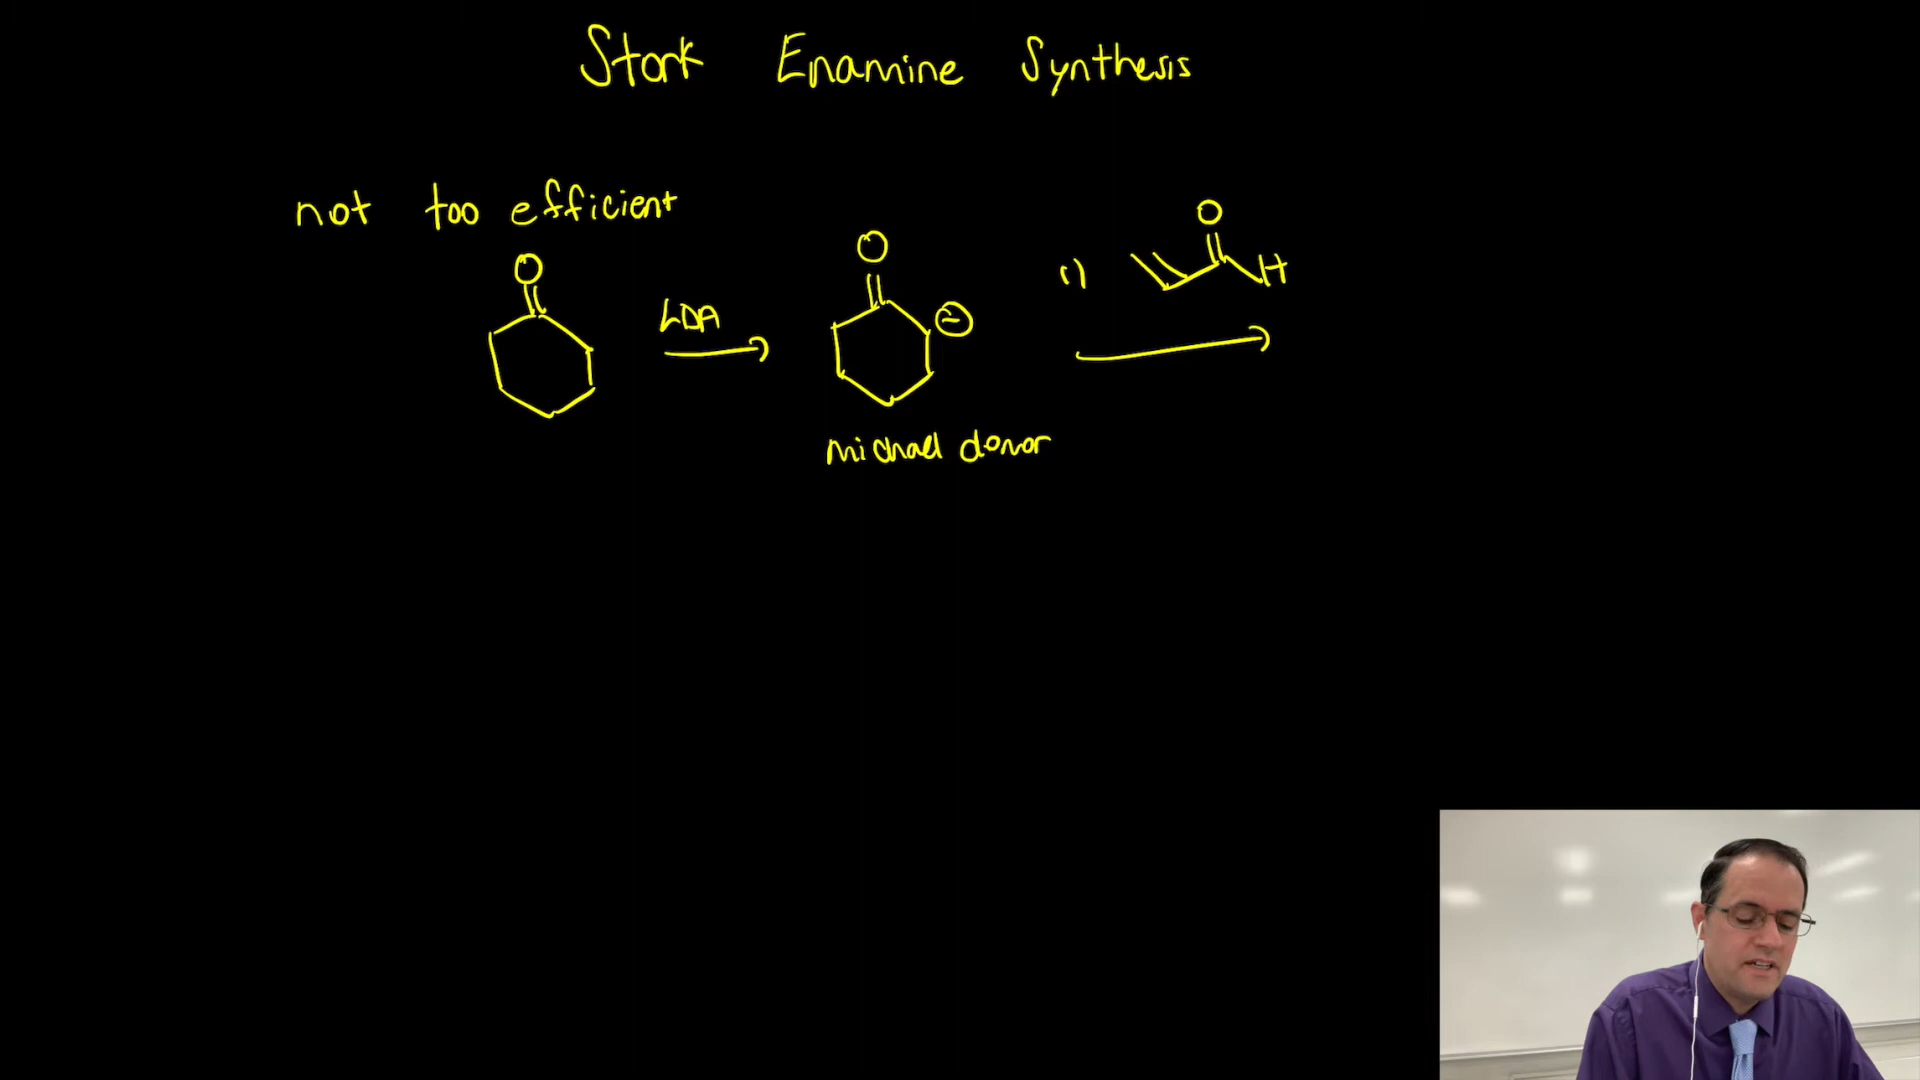 Stork Enamine Synthesis
not too efficient
O
O
O
1)
H
LDA
⊖
michael donor